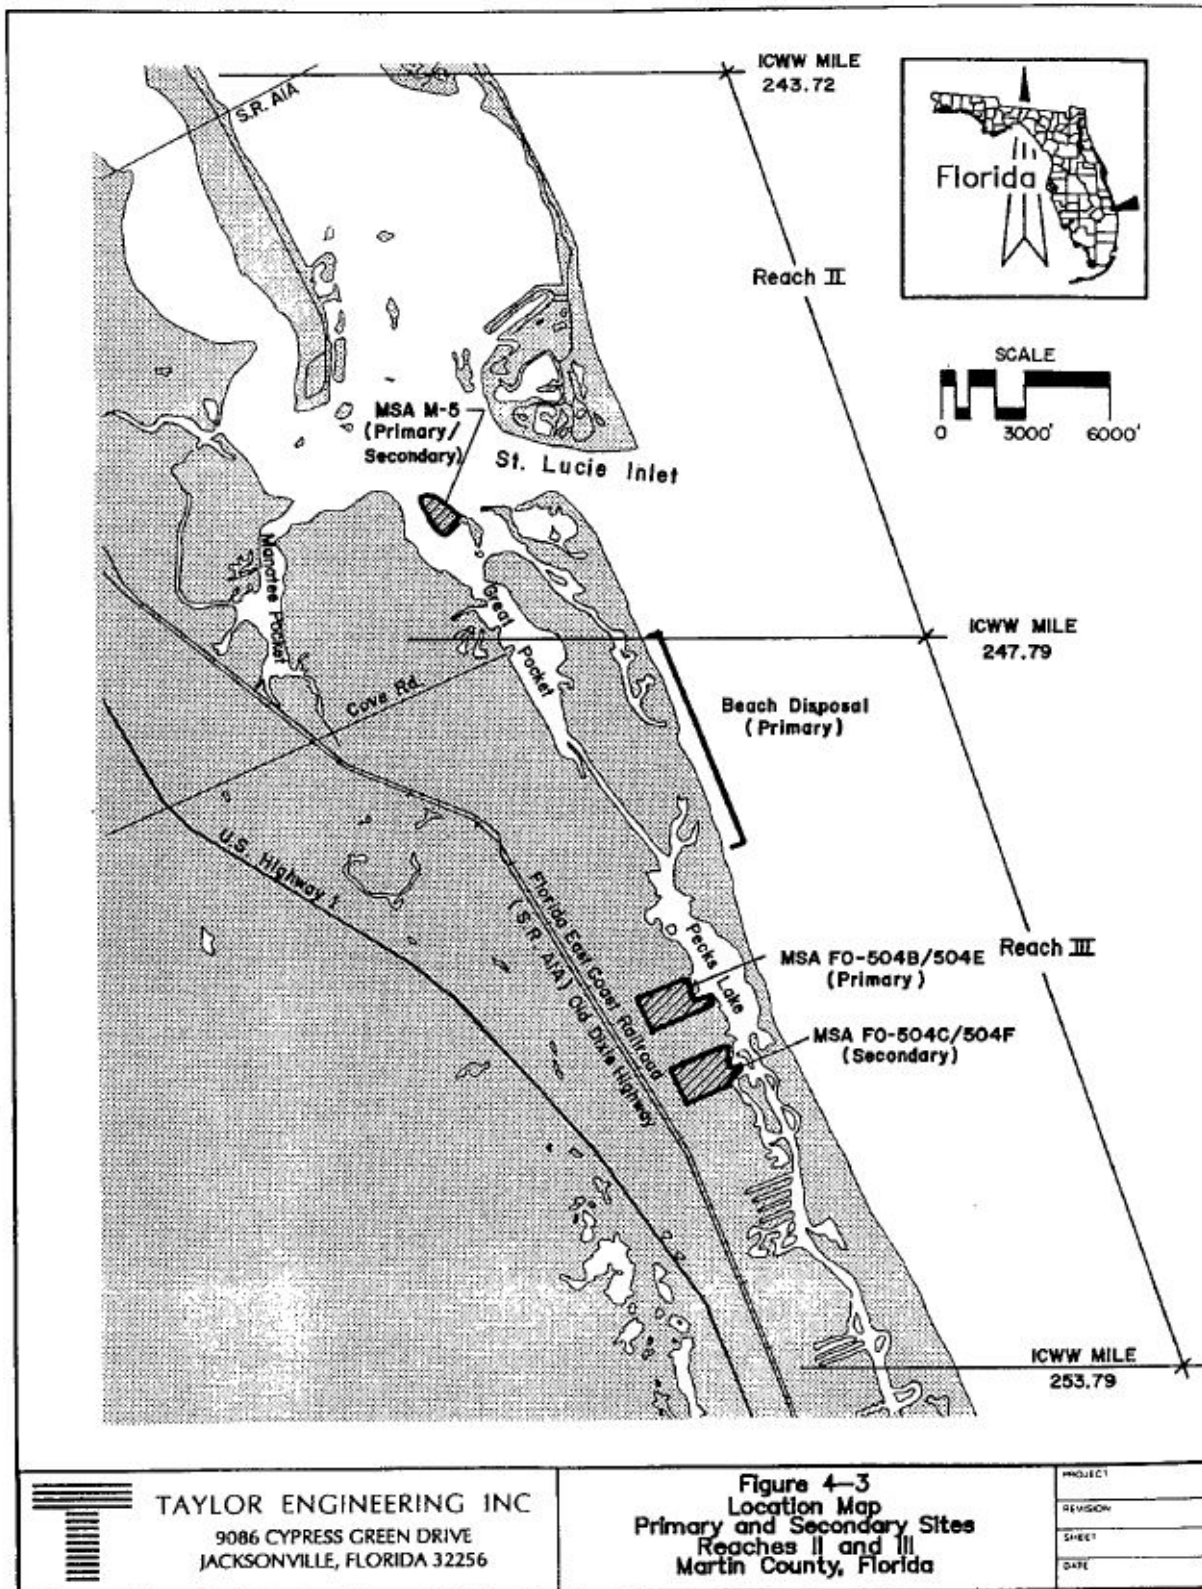 ICWW MILE
243.72
S.R. A1A
Florida
Reach II
SCALE
0 3000' 6000'
MSA M-5
(Primary/
Secondary)
St. Lucie Inlet
Manatee Pocket
Great
Pocket
ICWW MILE
247.79
Cove Rd.
Beach Disposal
(Primary)
U.S. Highway 1
Florida East Coast Railroad
(S.R. A1A) Old Dixie Highway
Pecks Lake
Reach III
MSA FO-504B/504E
(Primary)
MSA FO-504C/504F
(Secondary)
ICWW MILE
253.79
TAYLOR ENGINEERING INC
9086 CYPRESS GREEN DRIVE
JACKSONVILLE, FLORIDA 32256
Figure 4-3
Location Map
Primary and Secondary Sites
Reaches II and III
Martin County, Florida
PROJECT
REVISION
SHEET
DATE